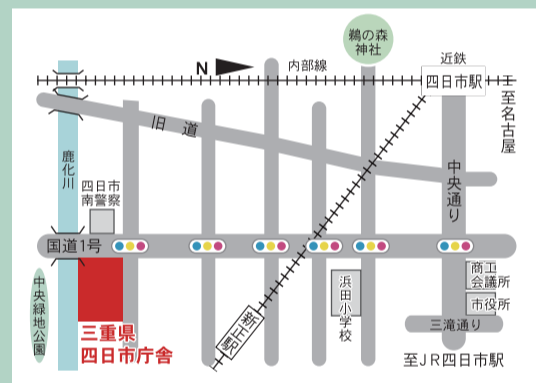 鵜の森
神社
N
内部線
近鉄
四日市駅
至名古屋
旧道
鹿化川
四日市
南警察
中央通り
国道1号
商工
会議所
市役所
中央緑地公園
浜田小学校
新正駅
三重県
四日市庁舎
三滝通り
至JR四日市駅